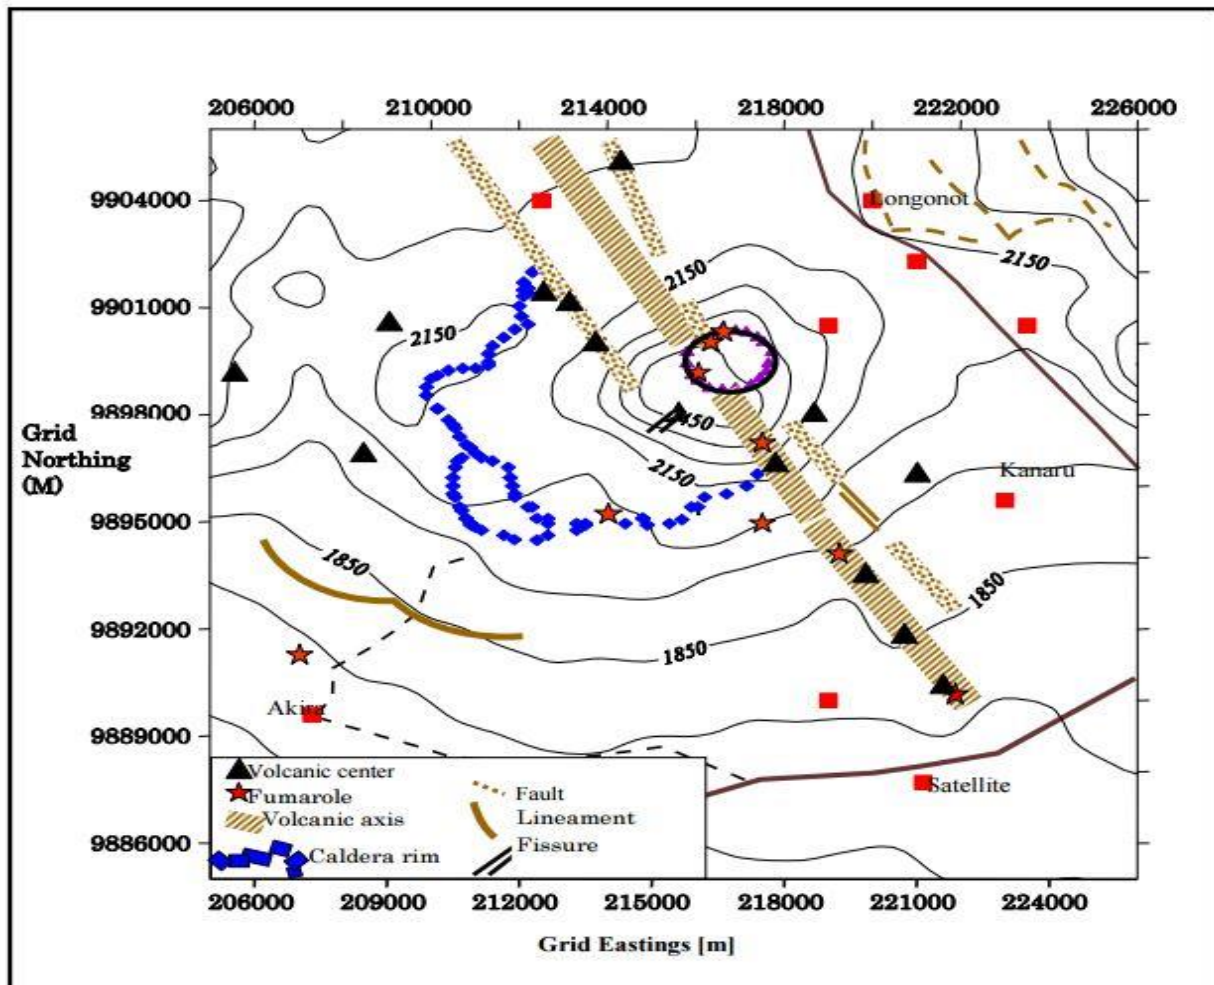 206000 210000 214000 218000 222000 226000
9904000
Longonot
2150
2150
9901000
2150
9898000
450
Grid
Northing
(M)
2150
Kanaru
9895000
1850
1850
9892000
1850
Akira
9889000
Volcanic center
Satellite
Fumarole
Fault
Volcanic axis
Lineament
9886000
Caldera rim
Fissure
206000 209000 212000 215000 218000 221000 224000
Grid Eastings [m]